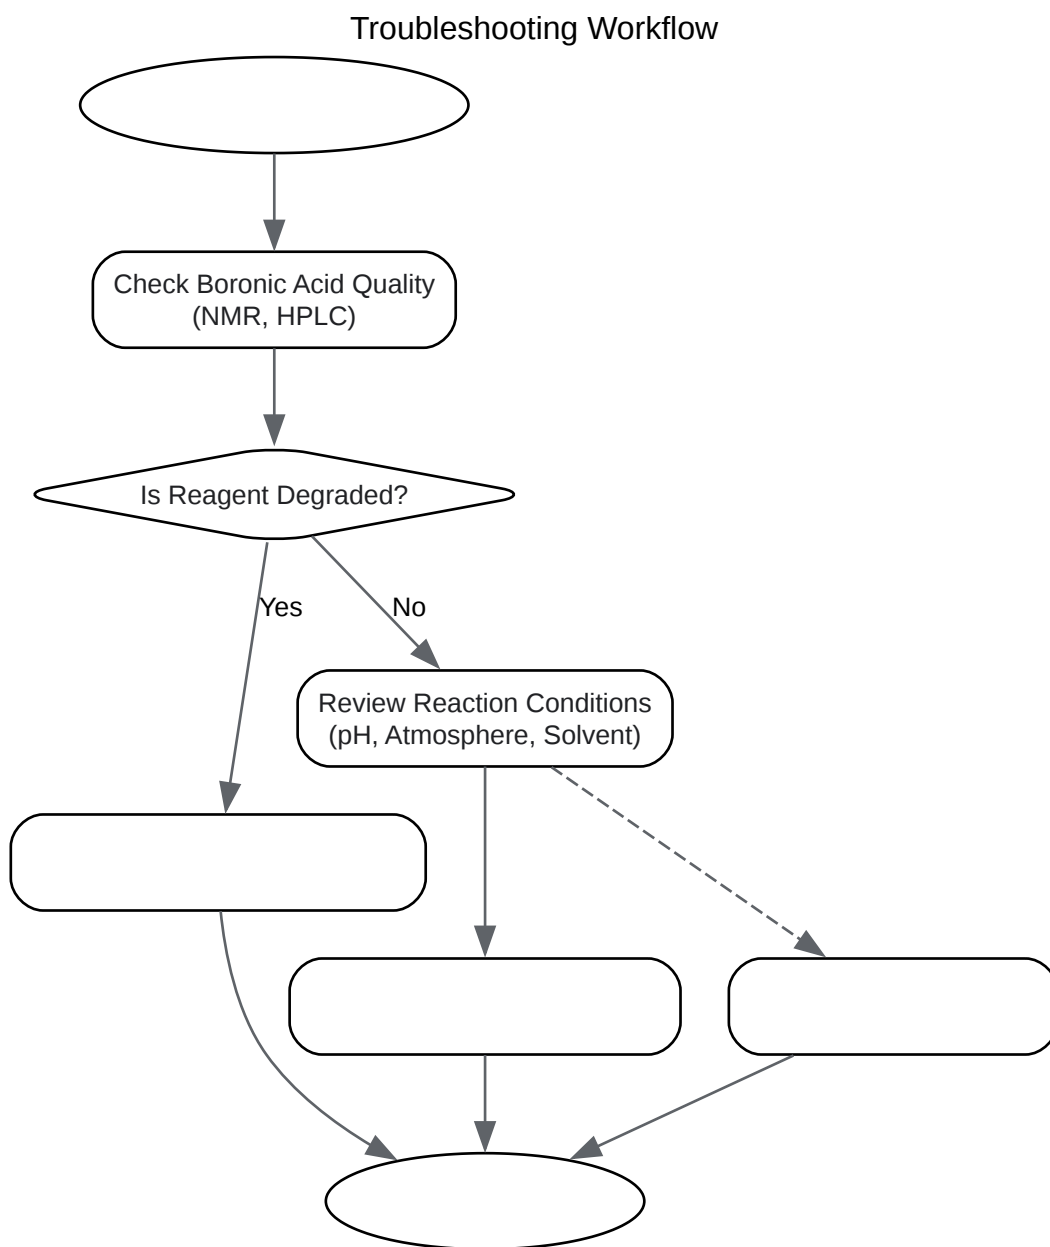 Troubleshooting Workflow
Check Boronic Acid Quality
(NMR, HPLC)
Is Reagent Degraded?
Yes
No
Review Reaction Conditions
(pH, Atmosphere, Solvent)